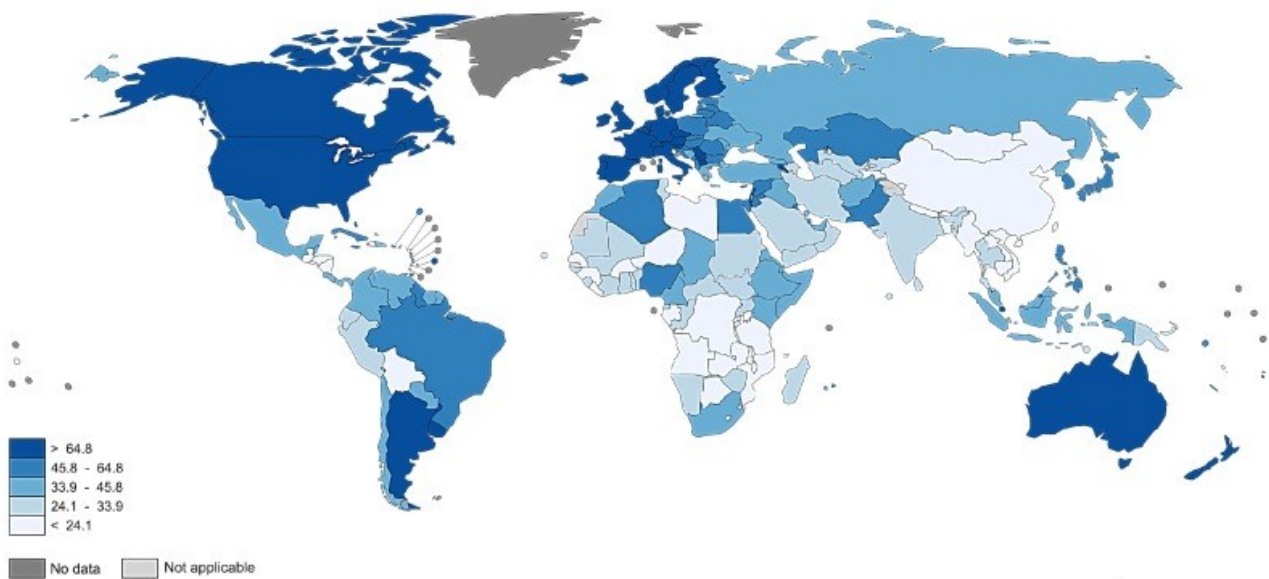 > 64.8
45.8 - 64.8
33.9 - 45.8
24.1 - 33.9
< 24.1
No data
Not applicable